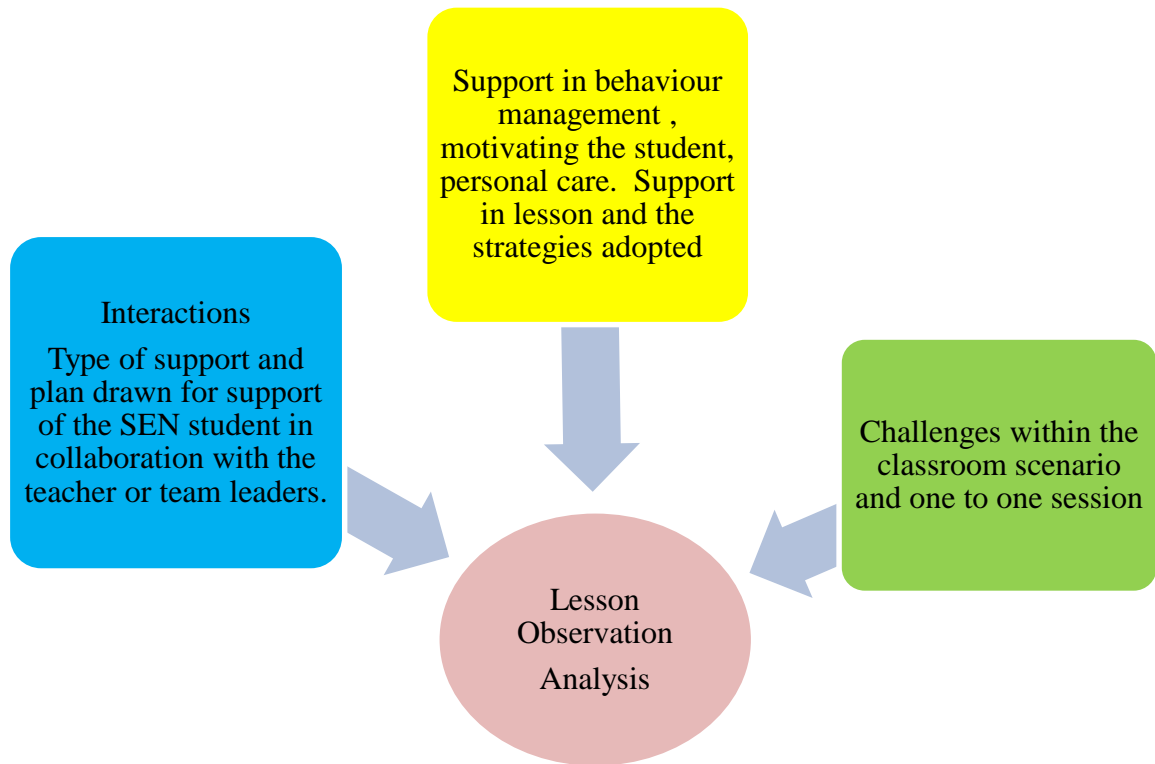 Support in behaviour
management ,
motivating the student,
personal care.  Support
in lesson and the
strategies adopted
Interactions
Type of support and
plan drawn for support
of the SEN student in
collaboration with the
teacher or team leaders.
Challenges within the
classroom scenario
and one to one session
Lesson
Observation
Analysis